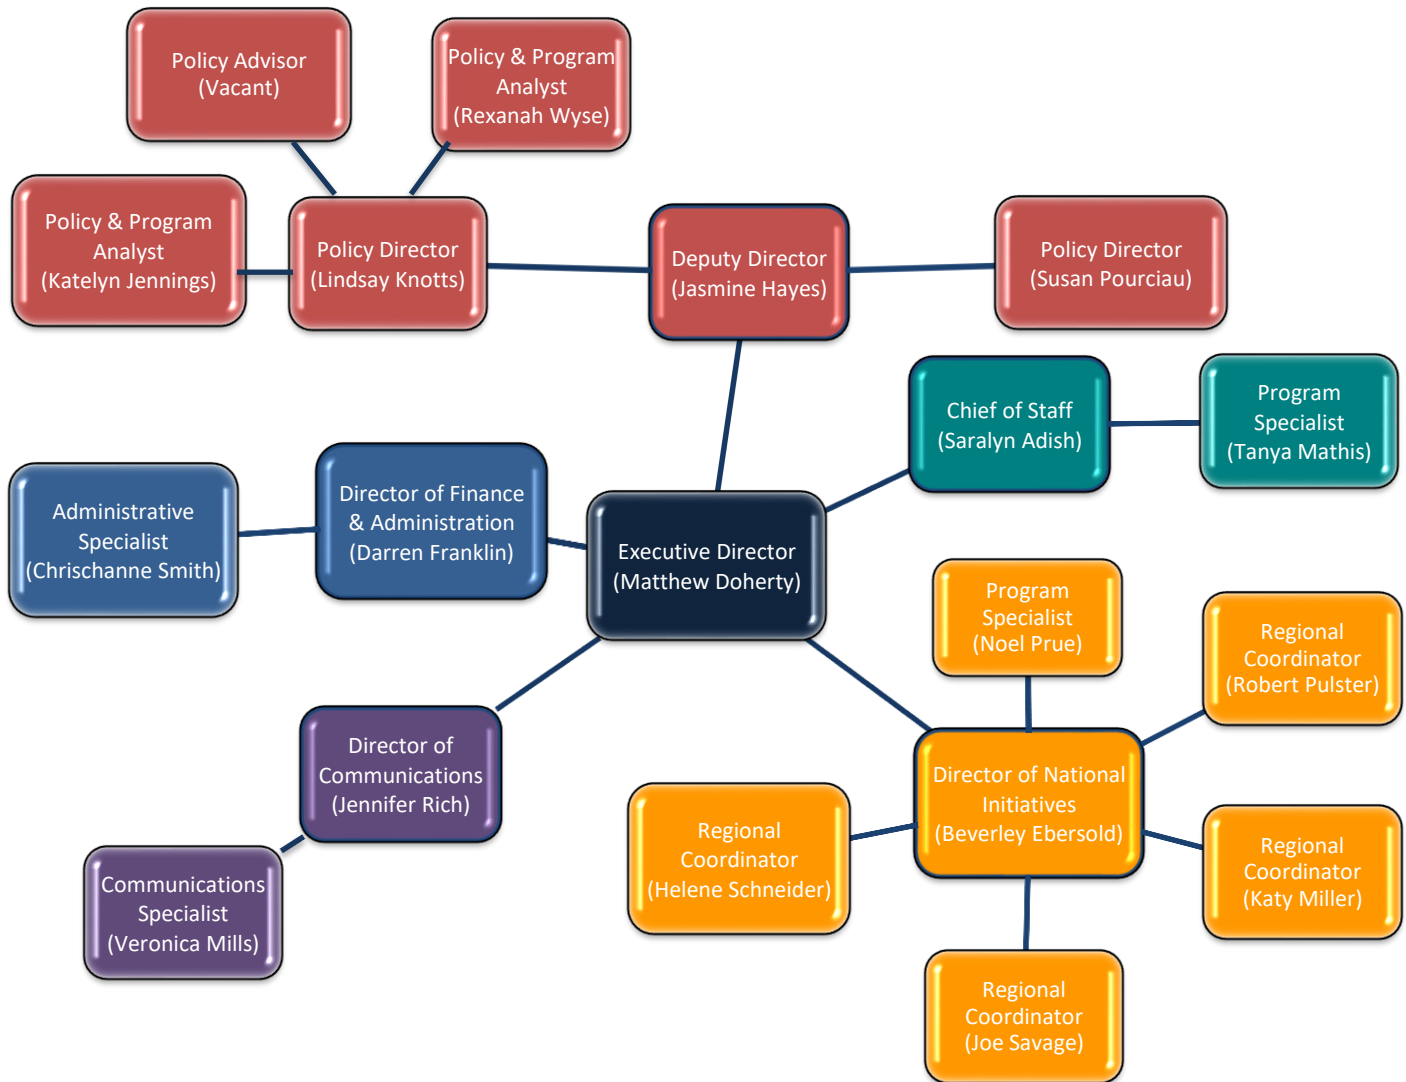 Policy Advisor
(Vacant)
Policy & Program
Analyst
(Rexanah Wyse)
Policy & Program
Analyst
(Katelyn Jennings)
Policy Director
(Lindsay Knotts)
Deputy Director
(Jasmine Hayes)
Policy Director
(Susan Pourciau)
Chief of Staff
(Saralyn Adish)
Program
Specialist
(Tanya Mathis)
Administrative
Specialist
(Chrischanne Smith)
Director of Finance
& Administration
(Darren Franklin)
Executive Director
(Matthew Doherty)
Program
Specialist
(Noel Prue)
Regional
Coordinator
(Robert Pulster)
Director of
Communications
(Jennifer Rich)
Director of National
Initiatives
(Beverley Ebersold)
Regional
Coordinator
(Helene Schneider)
Regional
Coordinator
(Katy Miller)
Communications
Specialist
(Veronica Mills)
Regional
Coordinator
(Joe Savage)